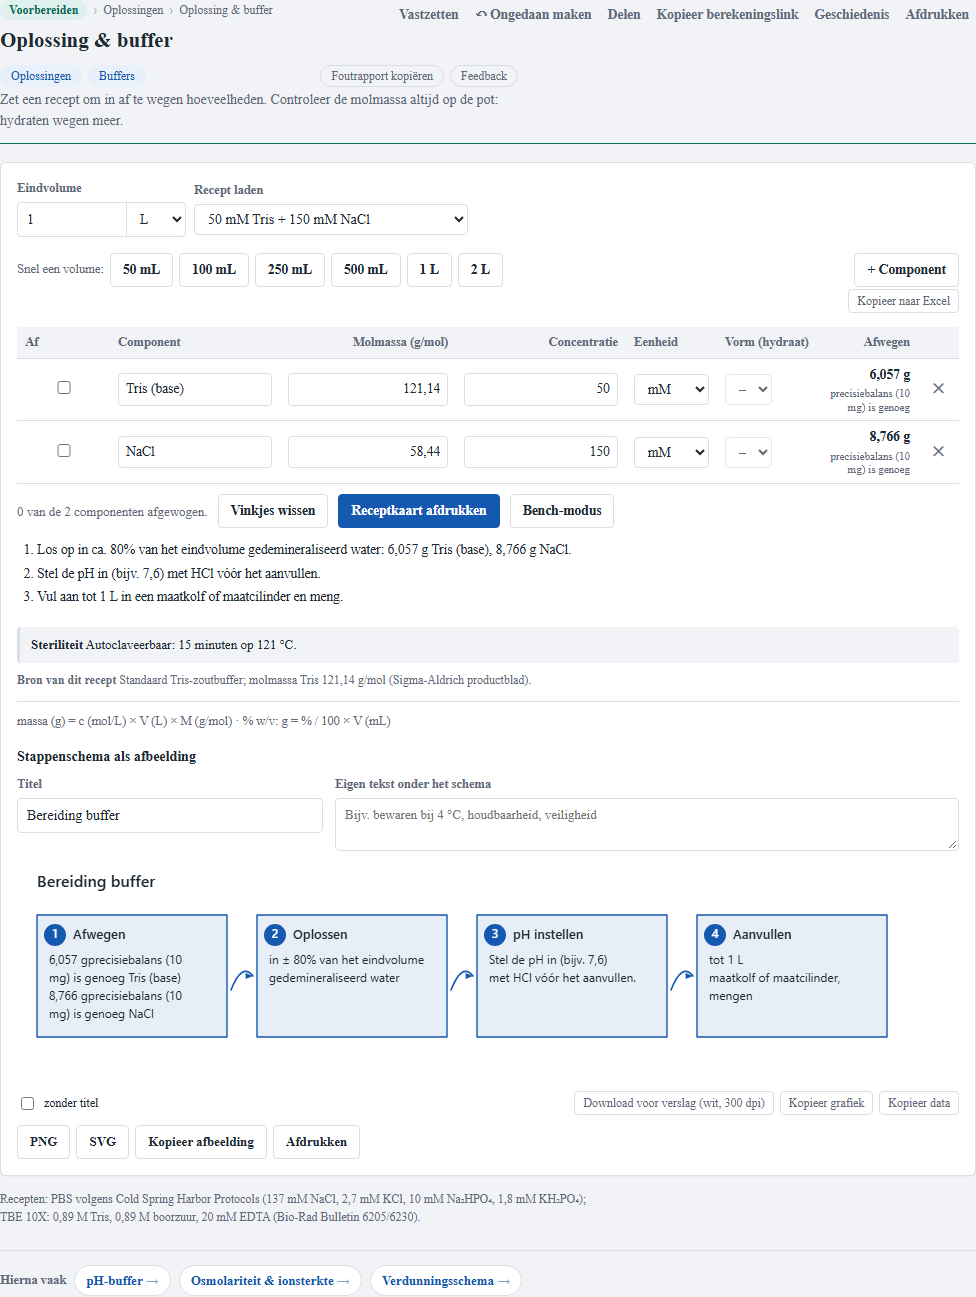 Voorbereiden › Oplossingen › Oplossing & buffer
Vastzetten ↶ Ongedaan maken Delen Kopieer berekeningslink Geschiedenis Afdrukken
Oplossing & buffer
Oplossingen Buffers Foutrapport kopiëren Feedback
Zet een recept om in af te wegen hoeveelheden. Controleer de molmassa altijd op de pot:
hydraten wegen meer.
Eindvolume Recept laden
1 L 50 mM Tris + 150 mM NaCl
Snel een volume: 50 mL 100 mL 250 mL 500 mL 1 L 2 L + Component
Kopieer naar Excel
Af Component Molmassa (g/mol) Concentratie Eenheid Vorm (hydraat) Afwegen
Tris (base) 121,14 50 mM – 6,057 g ✕
precisiebalans (10
mg) is genoeg
NaCl 58,44 150 mM – 8,766 g ✕
precisiebalans (10
mg) is genoeg
0 van de 2 componenten afgewogen. Vinkjes wissen Receptkaart afdrukken Bench-modus
1. Los op in ca. 80% van het eindvolume gedemineraliseerd water: 6,057 g Tris (base), 8,766 g NaCl.
2. Stel de pH in (bijv. 7,6) met HCl vóór het aanvullen.
3. Vul aan tot 1 L in een maatkolf of maatcilinder en meng.
Steriliteit Autoclaveerbaar: 15 minuten op 121 °C.
Bron van dit recept Standaard Tris-zoutbuffer; molmassa Tris 121,14 g/mol (Sigma-Aldrich productblad).
massa (g) = c (mol/L) × V (L) × M (g/mol) · % w/v: g = % / 100 × V (mL)
Stappenschema als afbeelding
Titel Eigen tekst onder het schema
Bereiding buffer Bijv. bewaren bij 4 °C, houdbaarheid, veiligheid
Bereiding buffer
1 Afwegen
6,057 gprecisiebalans (10
mg) is genoeg Tris (base)
8,766 gprecisiebalans (10
mg) is genoeg NaCl
2 Oplossen
in ± 80% van het eindvolume
gedemineraliseerd water
3 pH instellen
Stel de pH in (bijv. 7,6)
met HCl vóór het aanvullen.
4 Aanvullen
tot 1 L
maatkolf of maatcilinder,
mengen
zonder titel Download voor verslag (wit, 300 dpi) Kopieer grafiek Kopieer data
PNG SVG Kopieer afbeelding Afdrukken
Recepten: PBS volgens Cold Spring Harbor Protocols (137 mM NaCl, 2,7 mM KCl, 10 mM Na₂HPO₄, 1,8 mM KH₂PO₄);
TBE 10X: 0,89 M Tris, 0,89 M boorzuur, 20 mM EDTA (Bio-Rad Bulletin 6205/6230).
Hierna vaak pH-buffer → Osmolariteit & ionsterkte → Verdunningsschema →